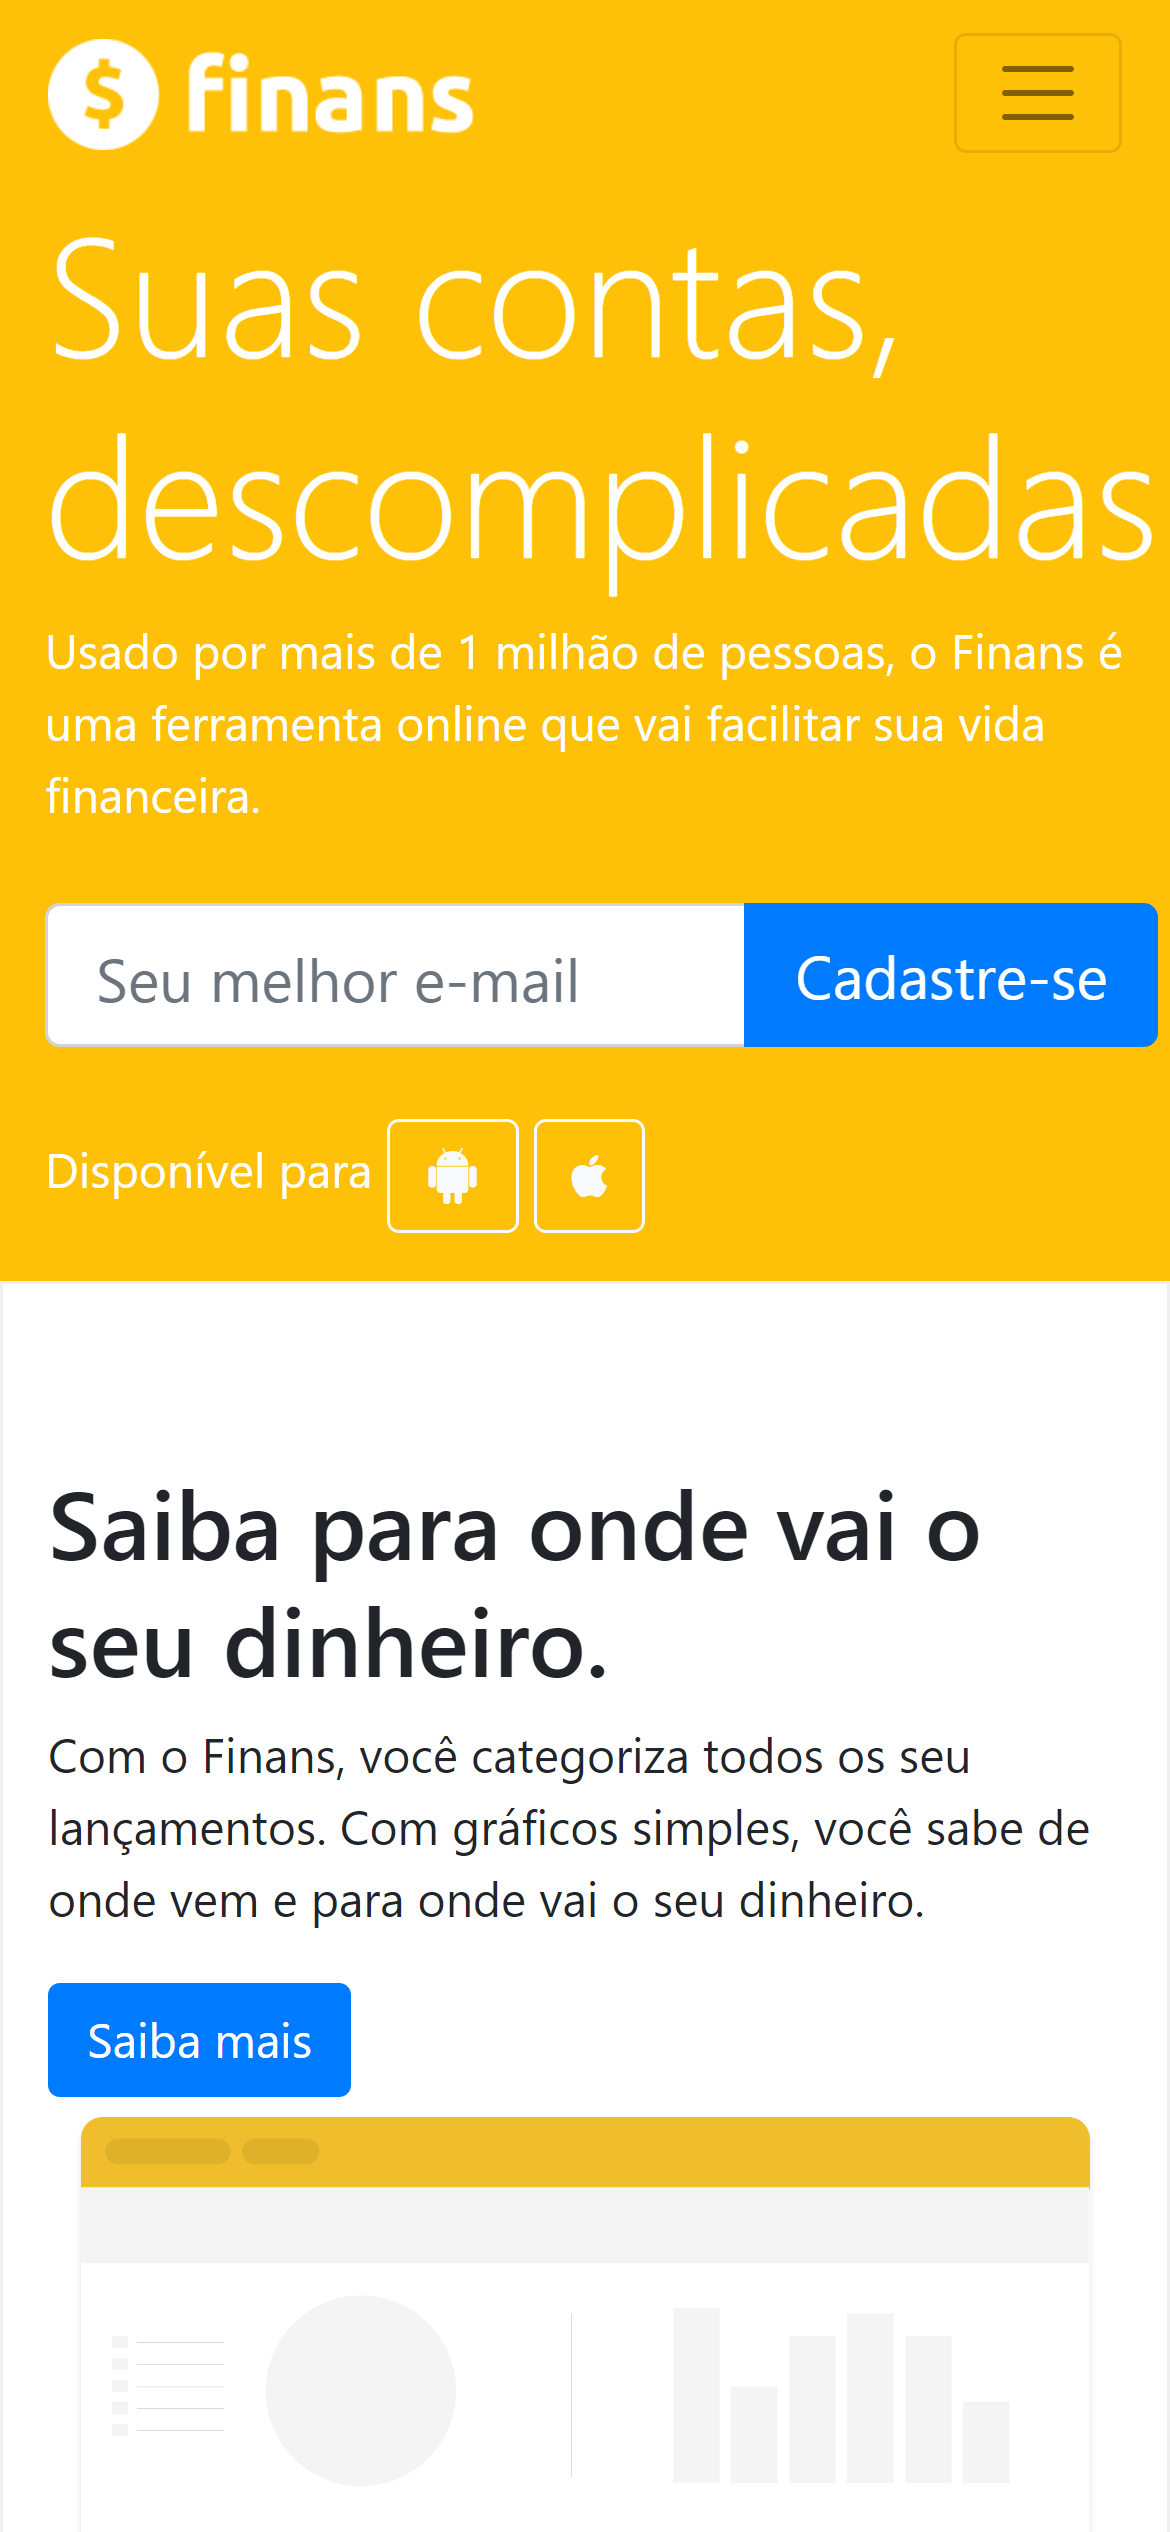 $ finans
Suas contas,
descomplicadas
Usado por mais de 1 milhão de pessoas, o Finans é
uma ferramenta online que vai facilitar sua vida
financeira.
Seu melhor e-mail
Cadastre-se
Disponível para
Saiba para onde vai o
seu dinheiro.
Com o Finans, você categoriza todos os seu
lançamentos. Com gráficos simples, você sabe de
onde vem e para onde vai o seu dinheiro.
Saiba mais